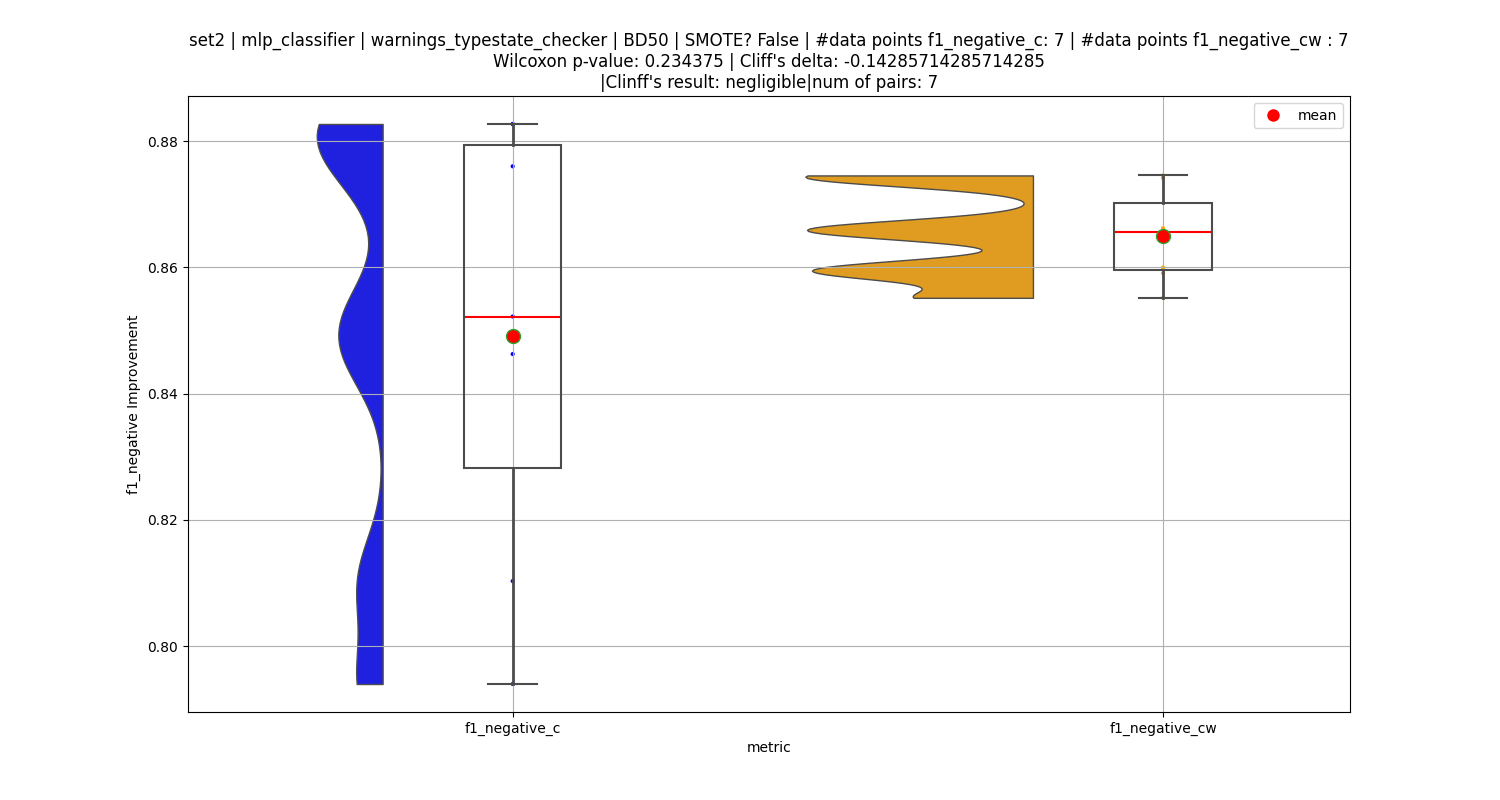 set2 | mlp_classifier | warnings_typestate_checker | BD50 | SMOTE? False | #data points f1_negative_c: 7 | #data points f1_negative_cw : 7
Wilcoxon p-value: 0.234375 | Cliff's delta: -0.14285714285714285
|Clinff's result: negligible|num of pairs: 7
mean
0.88
0.86
0.84
0.82
0.80
f1_negative Improvement
f1_negative_c
f1_negative_cw
metric